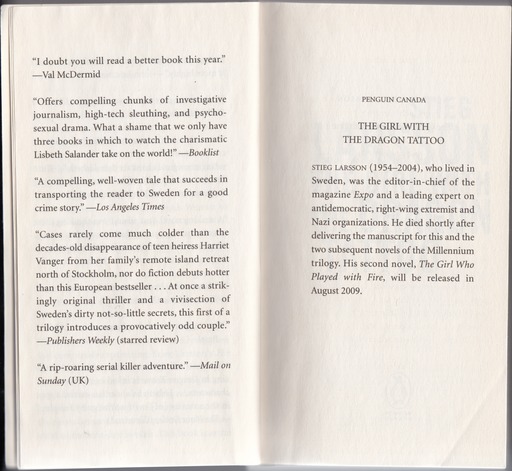 “I doubt you will read a better book this year.”
—Val McDermid
“Offers compelling chunks of investigative
journalism, high-tech sleuthing, and psycho-
sexual drama. What a shame that we only have
three books in which to watch the charismatic
Lisbeth Salander take on the world!” —Booklist
“A compelling, well-woven tale that succeeds in
transporting the reader to Sweden for a good
crime story.” —Los Angeles Times
“Cases rarely come much colder than the
decades-old disappearance of teen heiress Harriet
Vanger from her family’s remote island retreat
north of Stockholm, nor do fiction debuts hotter
than this European bestseller . . . At once a strik-
ingly original thriller and a vivisection of
Sweden’s dirty not-so-little secrets, this first of a
trilogy introduces a provocatively odd couple.”
—Publishers Weekly (starred review)
“A rip-roaring serial killer adventure.” —Mail on
Sunday (UK)
PENGUIN CANADA
THE GIRL WITH
THE DRAGON TATTOO
STIEG LARSSON (1954–2004), who lived in
Sweden, was the editor-in-chief of the
magazine Expo and a leading expert on
antidemocratic, right-wing extremist and
Nazi organizations. He died shortly after
delivering the manuscript for this and the
two subsequent novels of the Millennium
trilogy. His second novel, The Girl Who
Played with Fire, will be released in
August 2009.